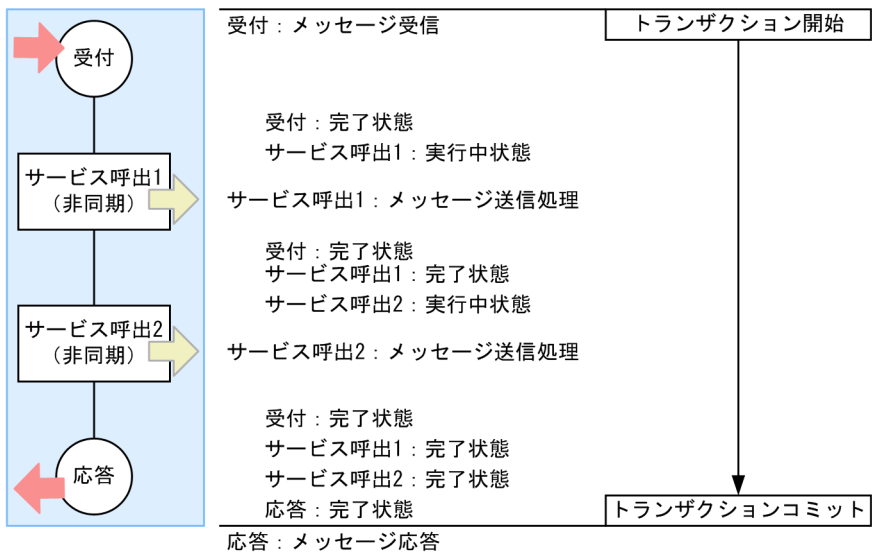 受付
サービス呼出1
（非同期）
サービス呼出2
（非同期）
応答
受付：メッセージ受信
受付：完了状態
サービス呼出1：実行中状態
サービス呼出1：メッセージ送信処理
受付：完了状態
サービス呼出1：完了状態
サービス呼出2：実行中状態
サービス呼出2：メッセージ送信処理
受付：完了状態
サービス呼出1：完了状態
サービス呼出2：完了状態
応答：完了状態
応答：メッセージ応答
トランザクション開始
トランザクションコミット